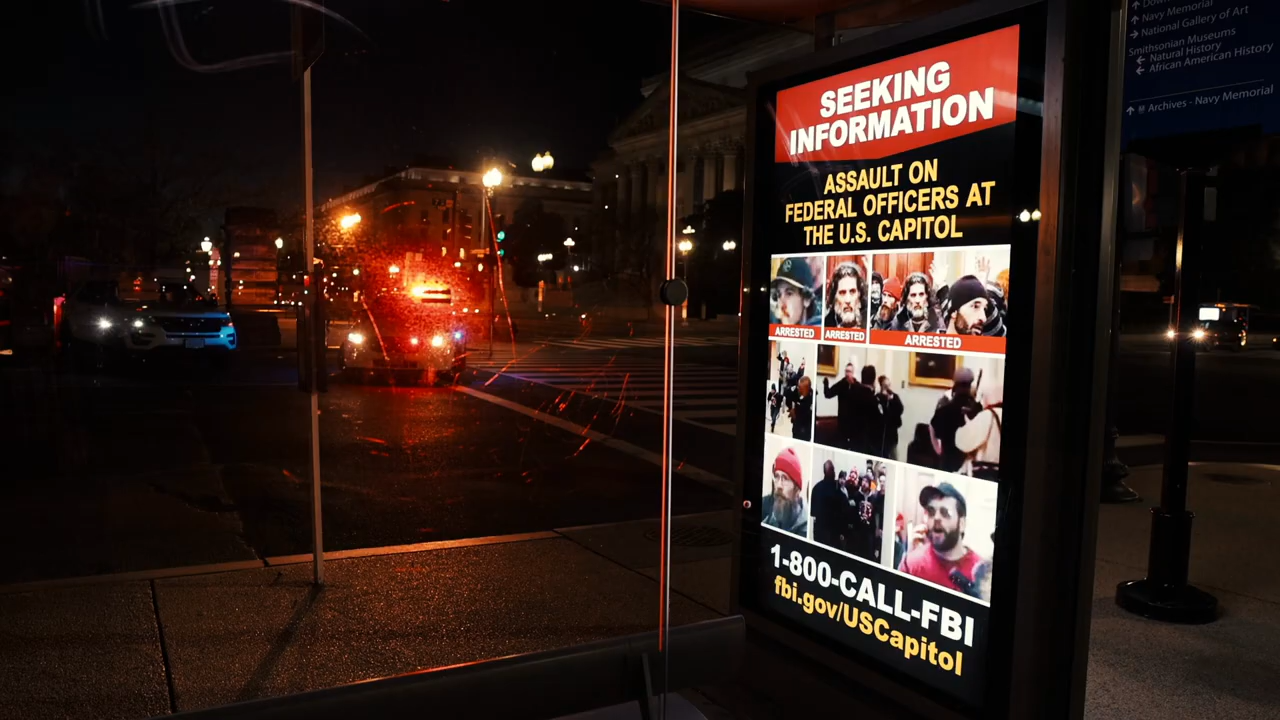 SEEKING
INFORMATION
ASSAULT ON
FEDERAL OFFICERS AT
THE U.S. CAPITOL
ARRESTED
ARRESTED
ARRESTED
1-800-CALL-FBI
fbi.gov/USCapitol
Navy Memorial
National Gallery of Art
Smithsonian Museums
Natural History
African American History
Archives - Navy Memorial